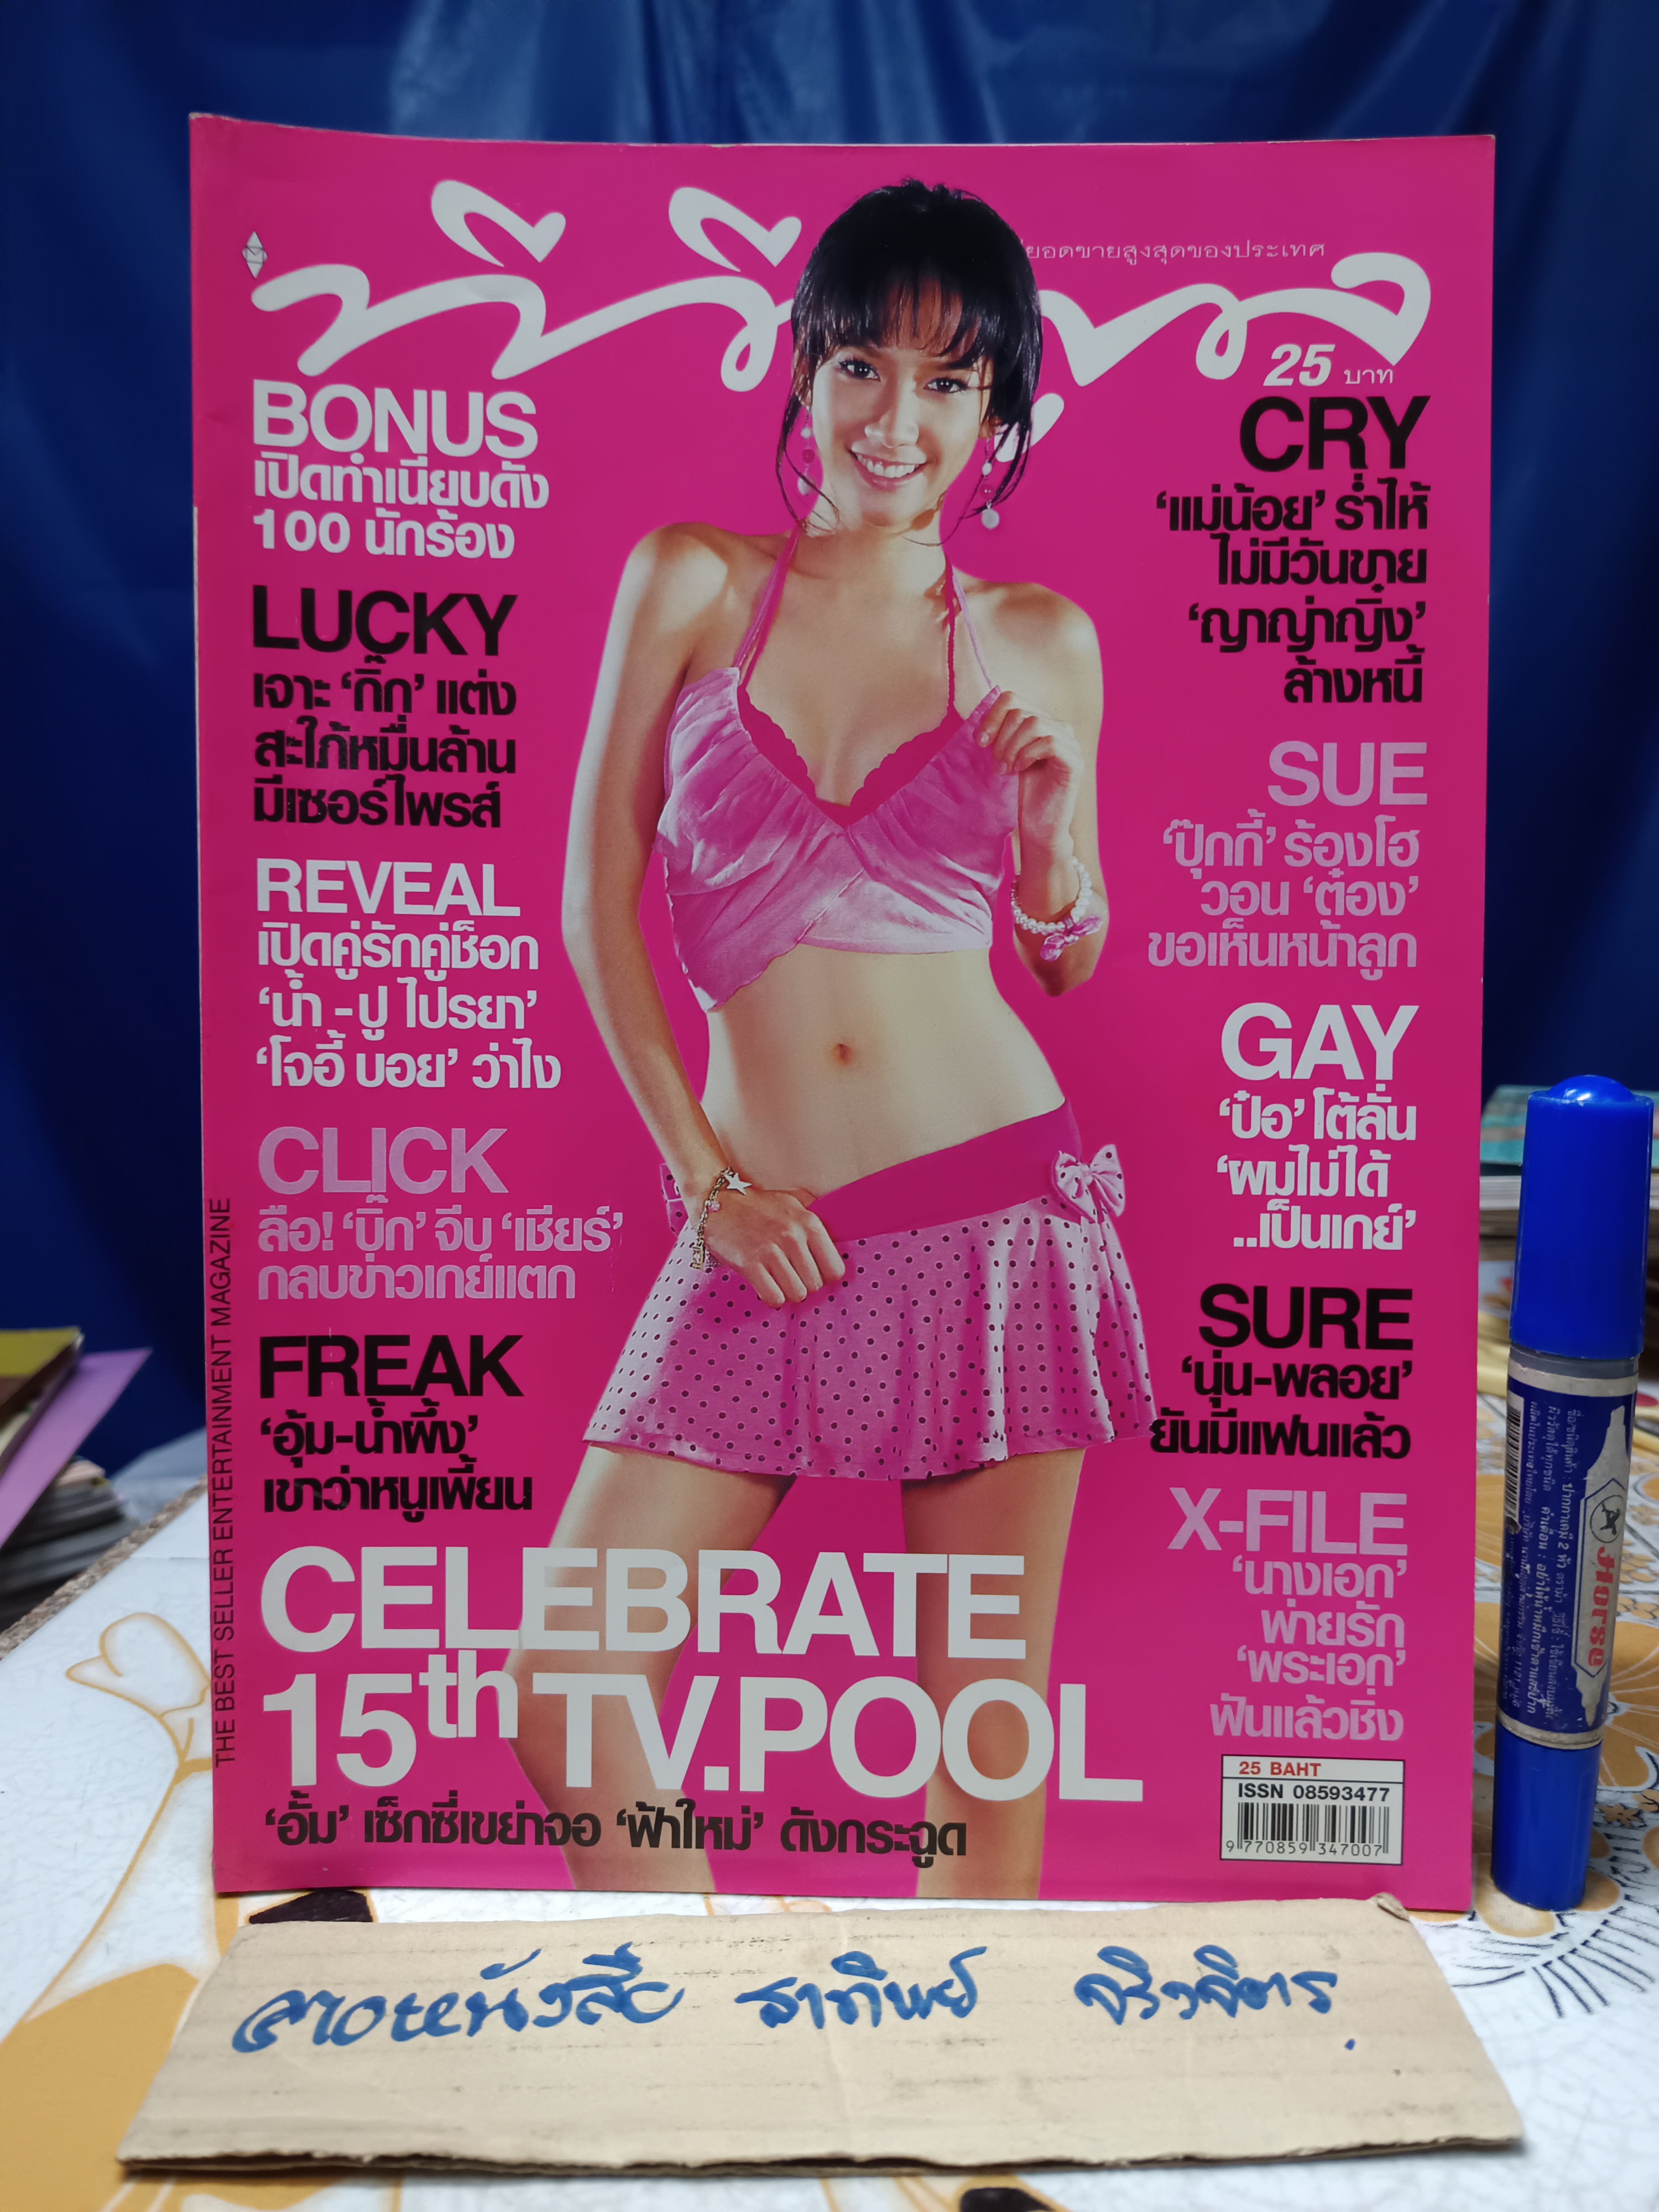 ทีวีพูล
ยอดขายสูงสุดของประเทศ
25 บาท
BONUS
เปิดทำเนียบดัง
100 นักร้อง
LUCKY
เจาะ ‘กิ๊ก’ แต่ง
สะใภ้หมื่นล้าน
มีเซอร์ไพรส์
REVEAL
เปิดคู่รักคู่ช็อก
‘น้ำ - ปู ไปรยา’
‘โจอี้ บอย’ ว่าไง
CLICK
ลือ! ‘บิ๊ก’ จีบ ‘เชียร์’
กลบข่าวเกย์แตก
FREAK
‘อุ้ม-น้ำผึ้ง’
เขาว่าหนูเพี้ยน
CRY
‘แม่น้อย’ ร่ำไห้
ไม่มีวันขาย
‘ญาญ่าญิ๋ง’
ล้างหนี้
SUE
‘ปุ๊กกี้’ ร้องโฮ
วอน ‘ต๋อง’
ขอเห็นหน้าลูก
GAY
‘ป๋อ’ โต้ลั่น
‘ผมไม่ได้
..เป็นเกย์’
SURE
‘นุ่น-พลอย’
ยันมีแฟนแล้ว
X-FILE
‘นางเอก’
พ่ายรัก
‘พระเอก’
ฟันแล้วชิ่ง
CELEBRATE
15th TV.POOL
‘อั้ม’ เซ็กซี่เขย่าจอ ‘ฟ้าใหม่’ ดังกระฉูด
THE BEST SELLER ENTERTAINMENT MAGAZINE
25 BAHT
ISSN 08593477
9 770859 347007
Horse
ลายหนังสือ ธาทิพย์ จริงจิตร